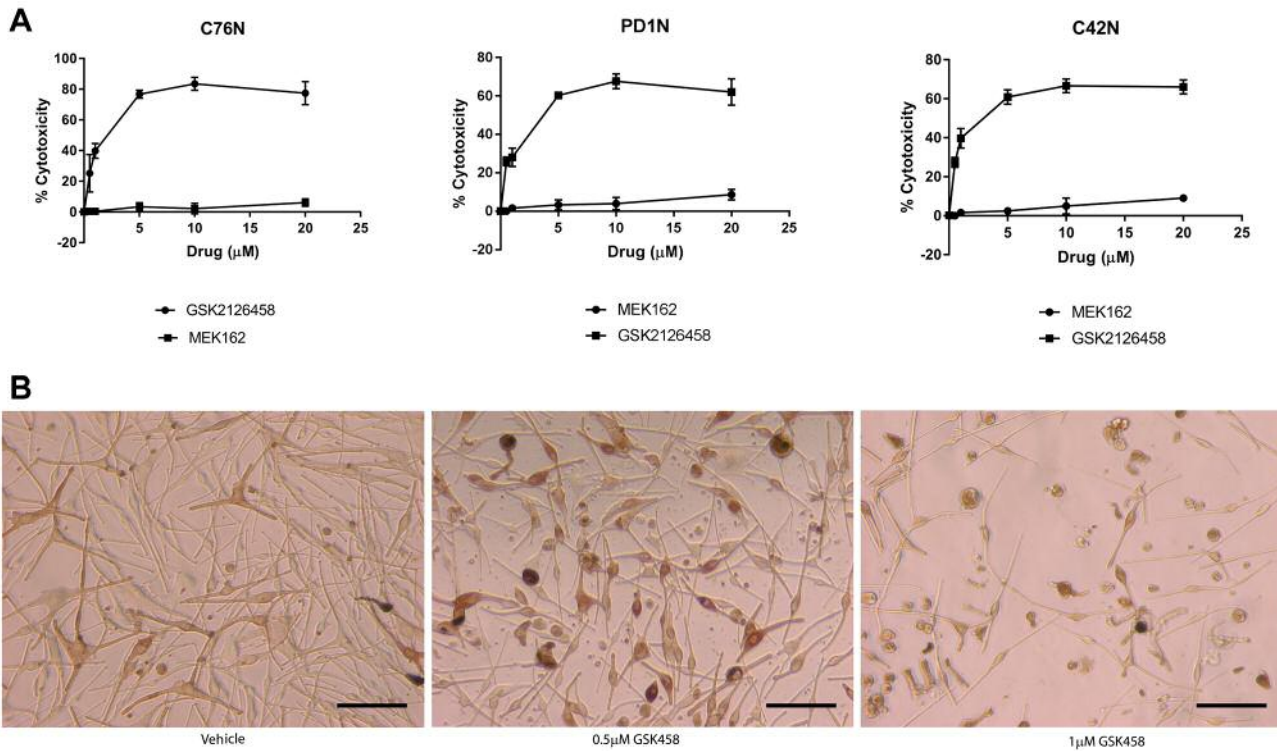 A
C76N
100
80
60
40
20
0
-20
% Cytotoxicity
5 10 15 20 25
Drug (μM)
GSK2126458
MEK162
PD1N
80
60
40
20
0
-20
% Cytotoxicity
5 10 15 20 25
Drug (μM)
MEK162
GSK2126458
C42N
80
60
40
20
0
-20
% Cytotoxicity
5 10 15 20 25
Drug (μM)
MEK162
GSK2126458
B
Vehicle
0.5μM GSK458
1μM GSK458